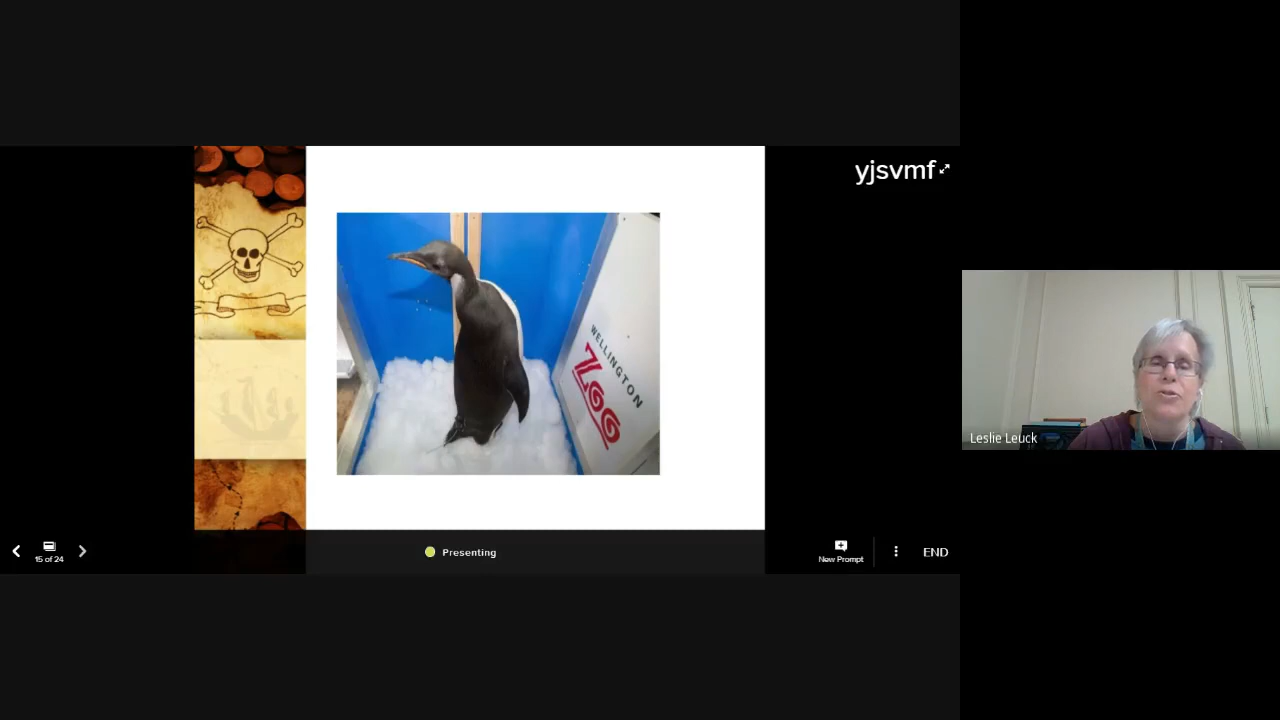 yjsvmf
WELLINGTON
ZOO
Leslie Leuck
15 of 24
Presenting
New Prompt
END